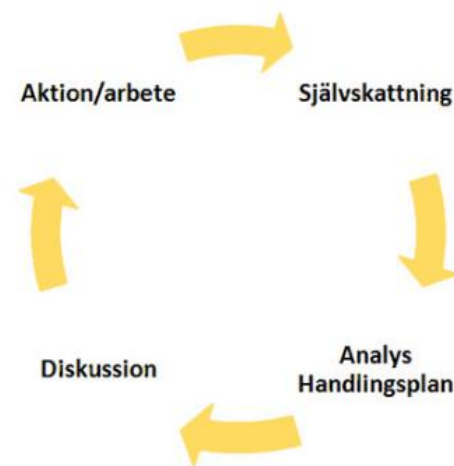 Aktion/arbete
Självskattning
Diskussion
Analys
Handlingsplan